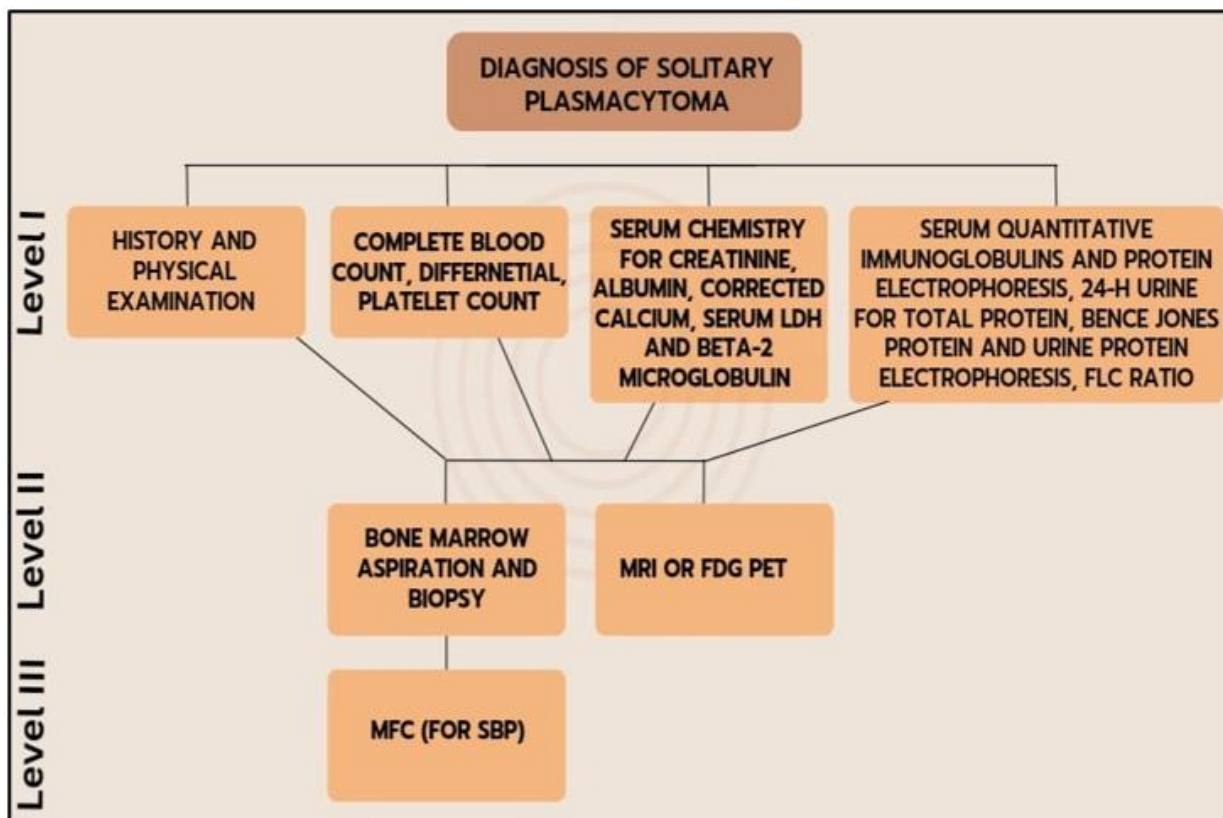 DIAGNOSIS OF SOLITARY
PLASMACYTOMA
Level I
HISTORY AND
PHYSICAL
EXAMINATION
COMPLETE BLOOD
COUNT, DIFFERNETIAL,
PLATELET COUNT
SERUM CHEMISTRY
FOR CREATININE,
ALBUMIN, CORRECTED
CALCIUM, SERUM LDH
AND BETA-2
MICROGLOBULIN
SERUM QUANTITATIVE
IMMUNOGLOBULINS AND PROTEIN
ELECTROPHORESIS, 24-H URINE
FOR TOTAL PROTEIN, BENCE JONES
PROTEIN AND URINE PROTEIN
ELECTROPHORESIS, FLC RATIO
Level II
BONE MARROW
ASPIRATION AND
BIOPSY
MRI OR FDG PET
Level III
MFC (FOR SBP)